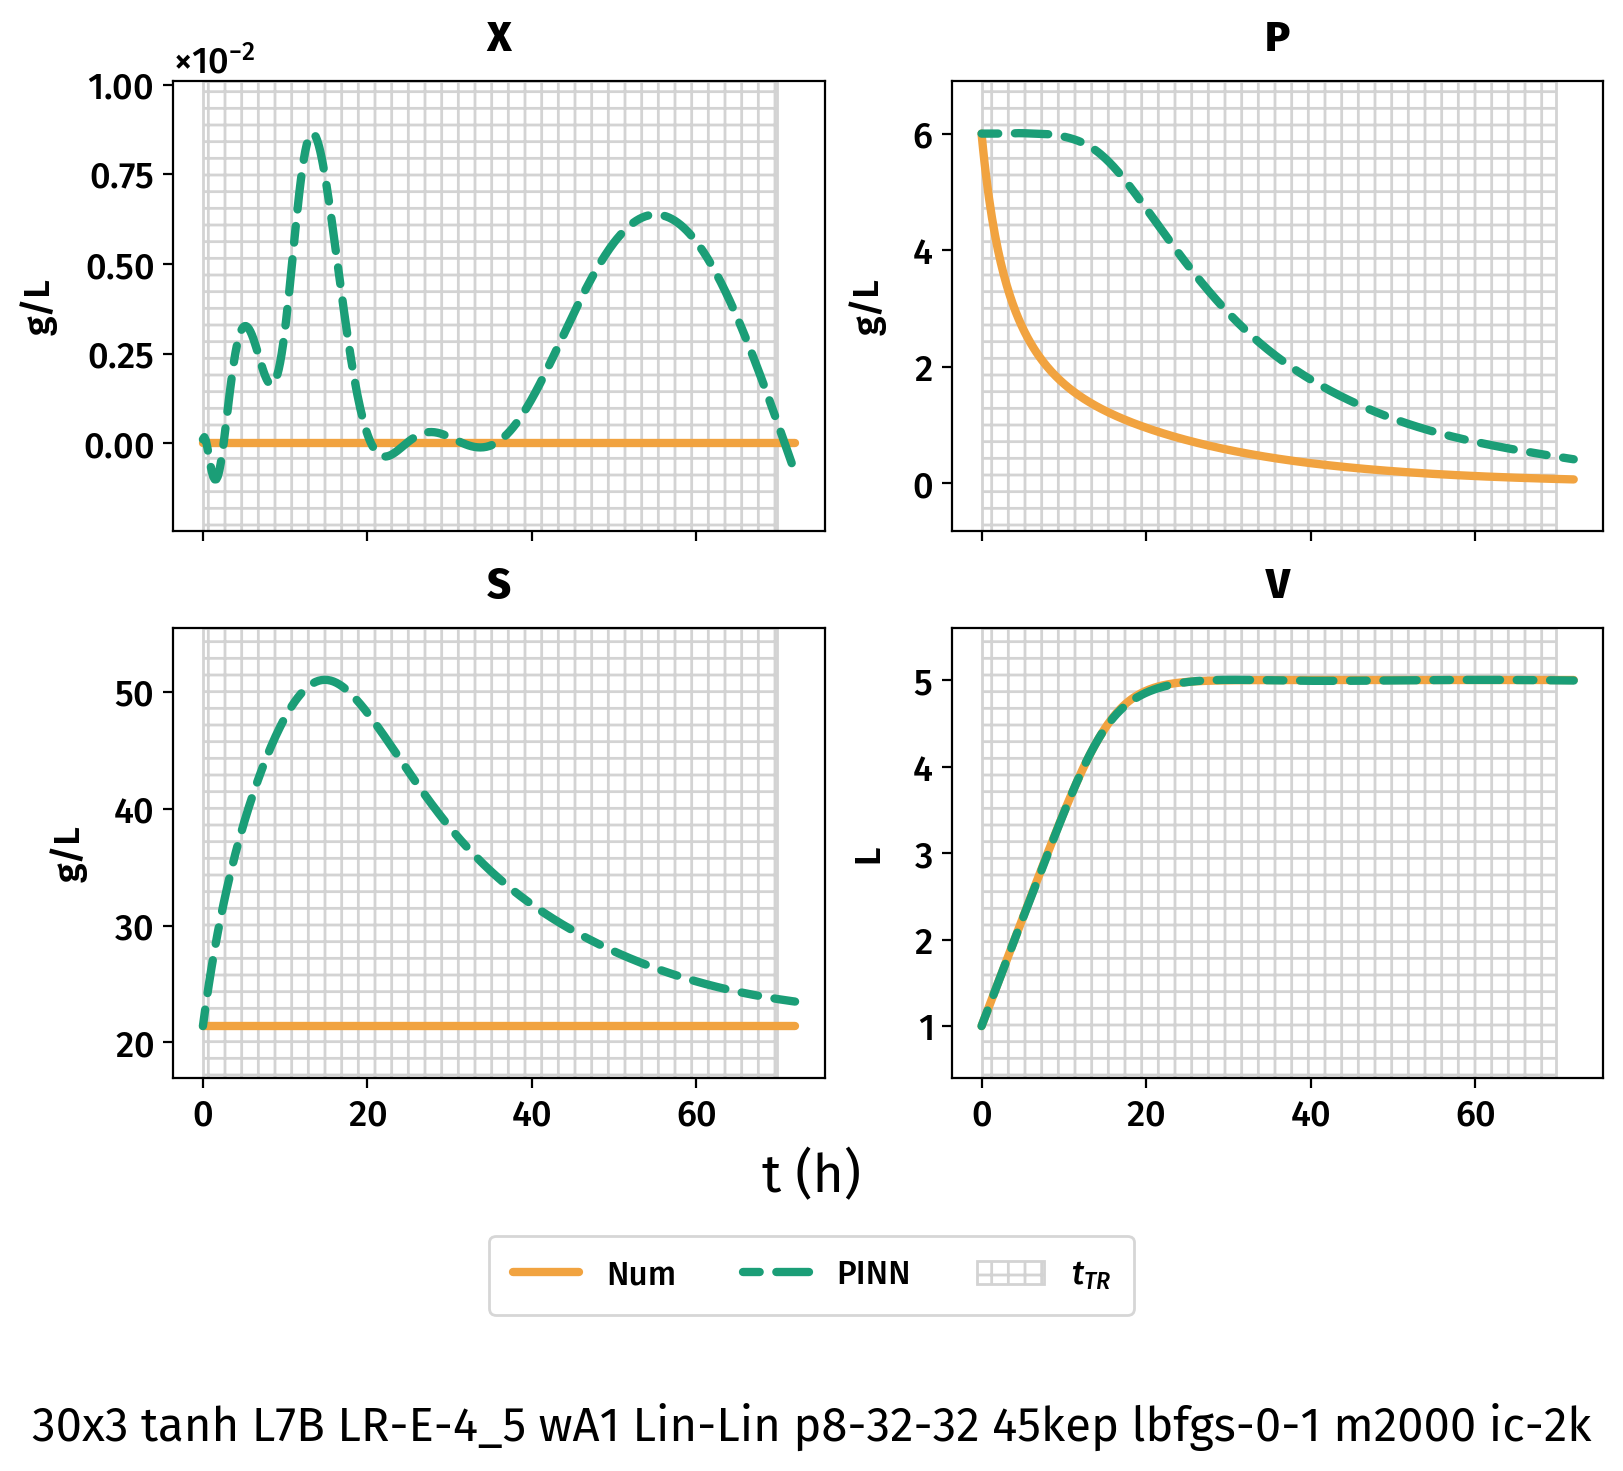 X
×10⁻²
1.00
0.75
0.50
0.25
0.00
g/L
P
6
4
2
0
g/L
S
50
40
30
20
g/L
0 20 40 60
V
5
4
3
2
1
L
0 20 40 60
t (h)
Num PINN t_TR
30x3 tanh L7B LR-E-4_5 wA1 Lin-Lin p8-32-32 45kep lbfgs-0-1 m2000 ic-2k